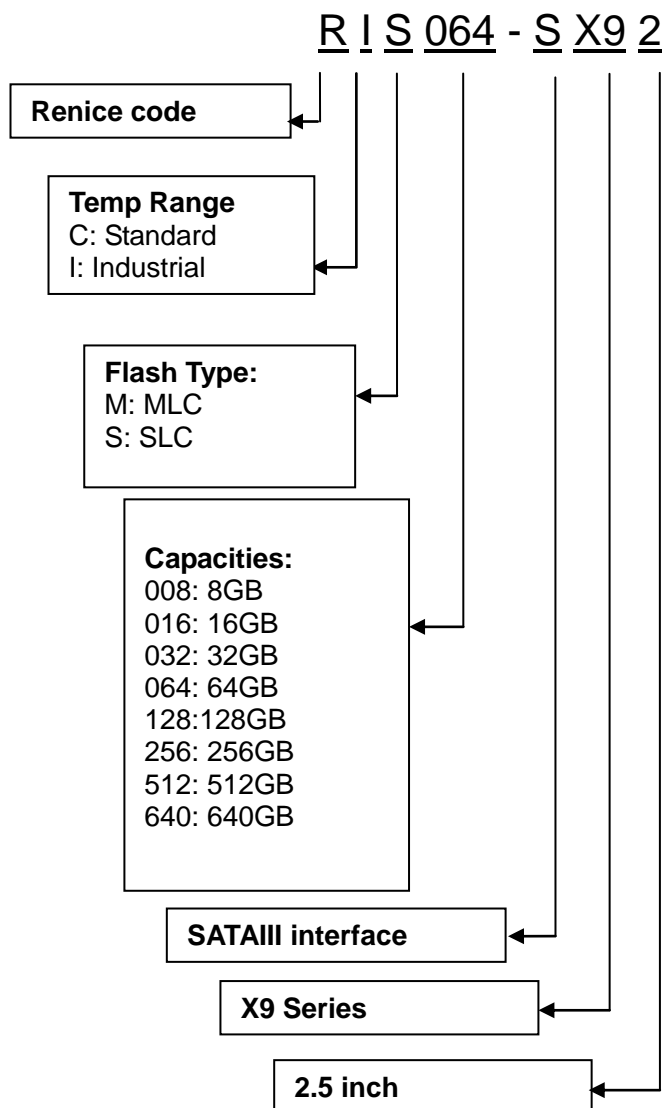 R I S 064 - S X9 2
Renice code
Temp Range
C: Standard
I: Industrial
Flash Type:
M: MLC
S: SLC
Capacities:
008: 8GB
016: 16GB
032: 32GB
064: 64GB
128:128GB
256: 256GB
512: 512GB
640: 640GB
SATAIII interface
X9 Series
2.5 inch